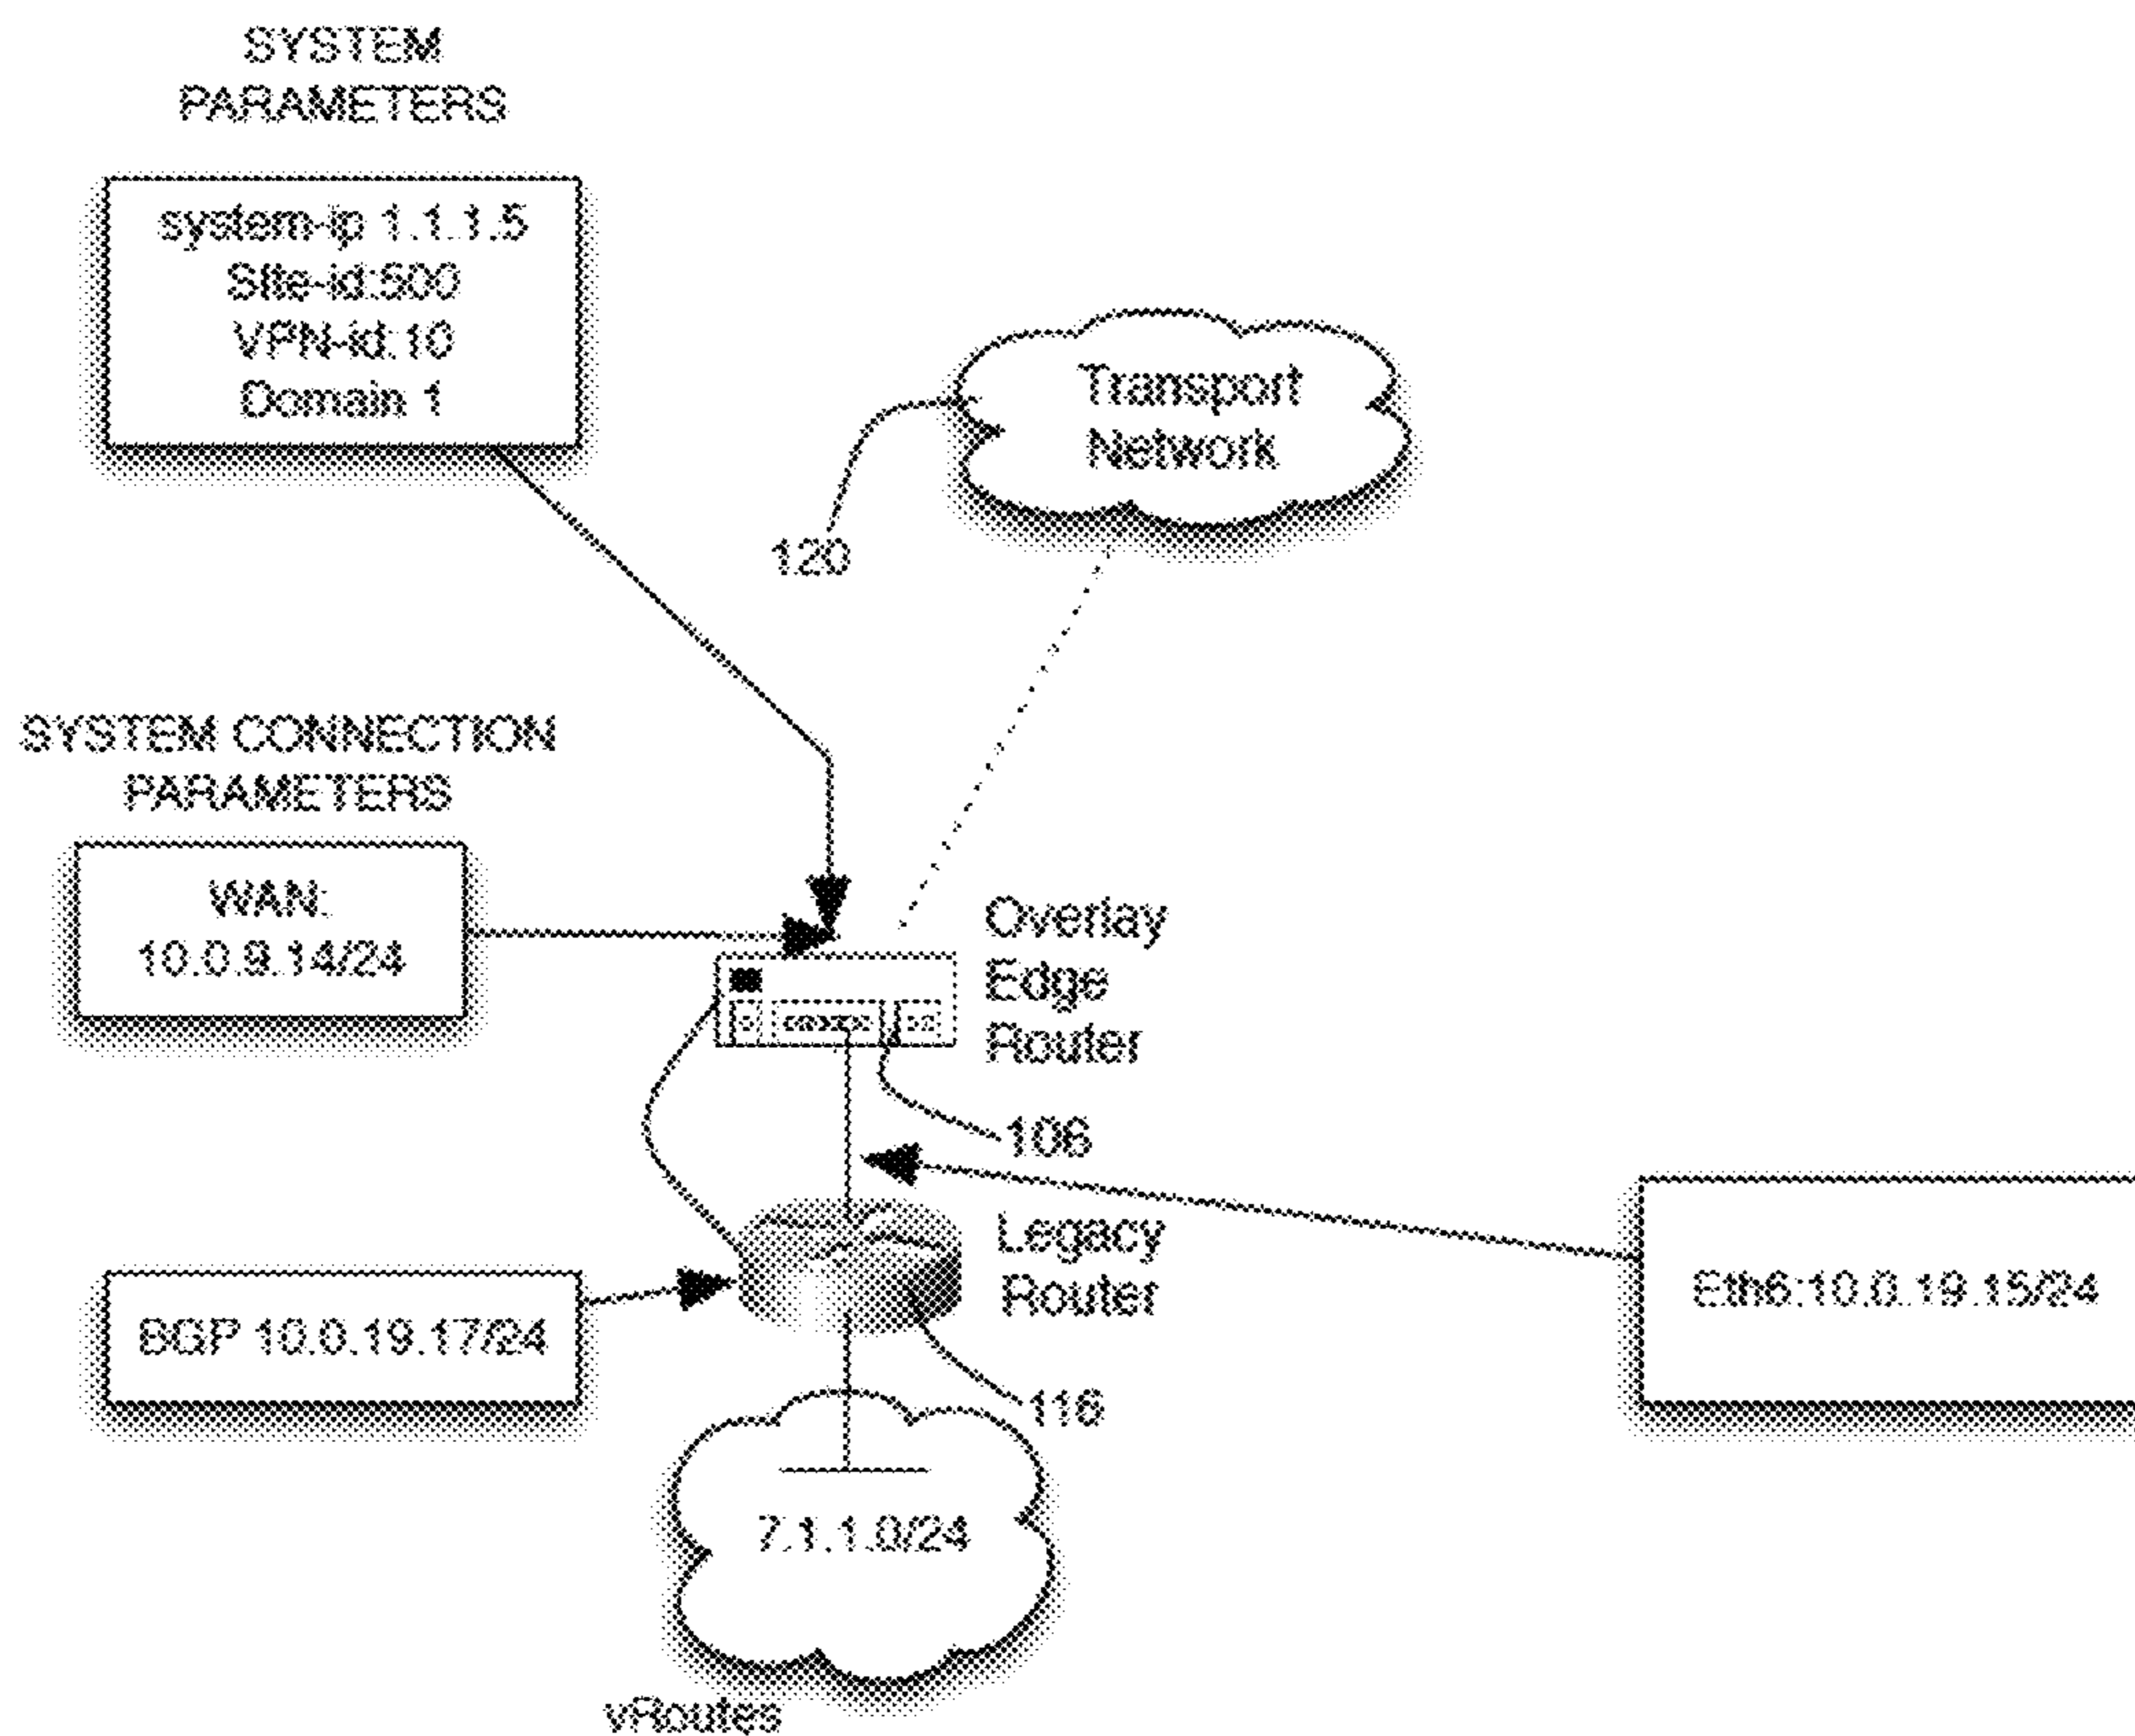 SYSTEM
PARAMETERS
system-ip 1.1.1.5
Site-id:500
VPN-id:10
Domain 1
Transport
Network
120
SYSTEM CONNECTION
PARAMETERS
WAN:
10.0.9.14/24
Overlay
Edge
Router
106
Legacy
Router
Eth6:10.0.19.15/24
BGP 10.0.19.17/24
116
7.1.1.0/24
vRoutes